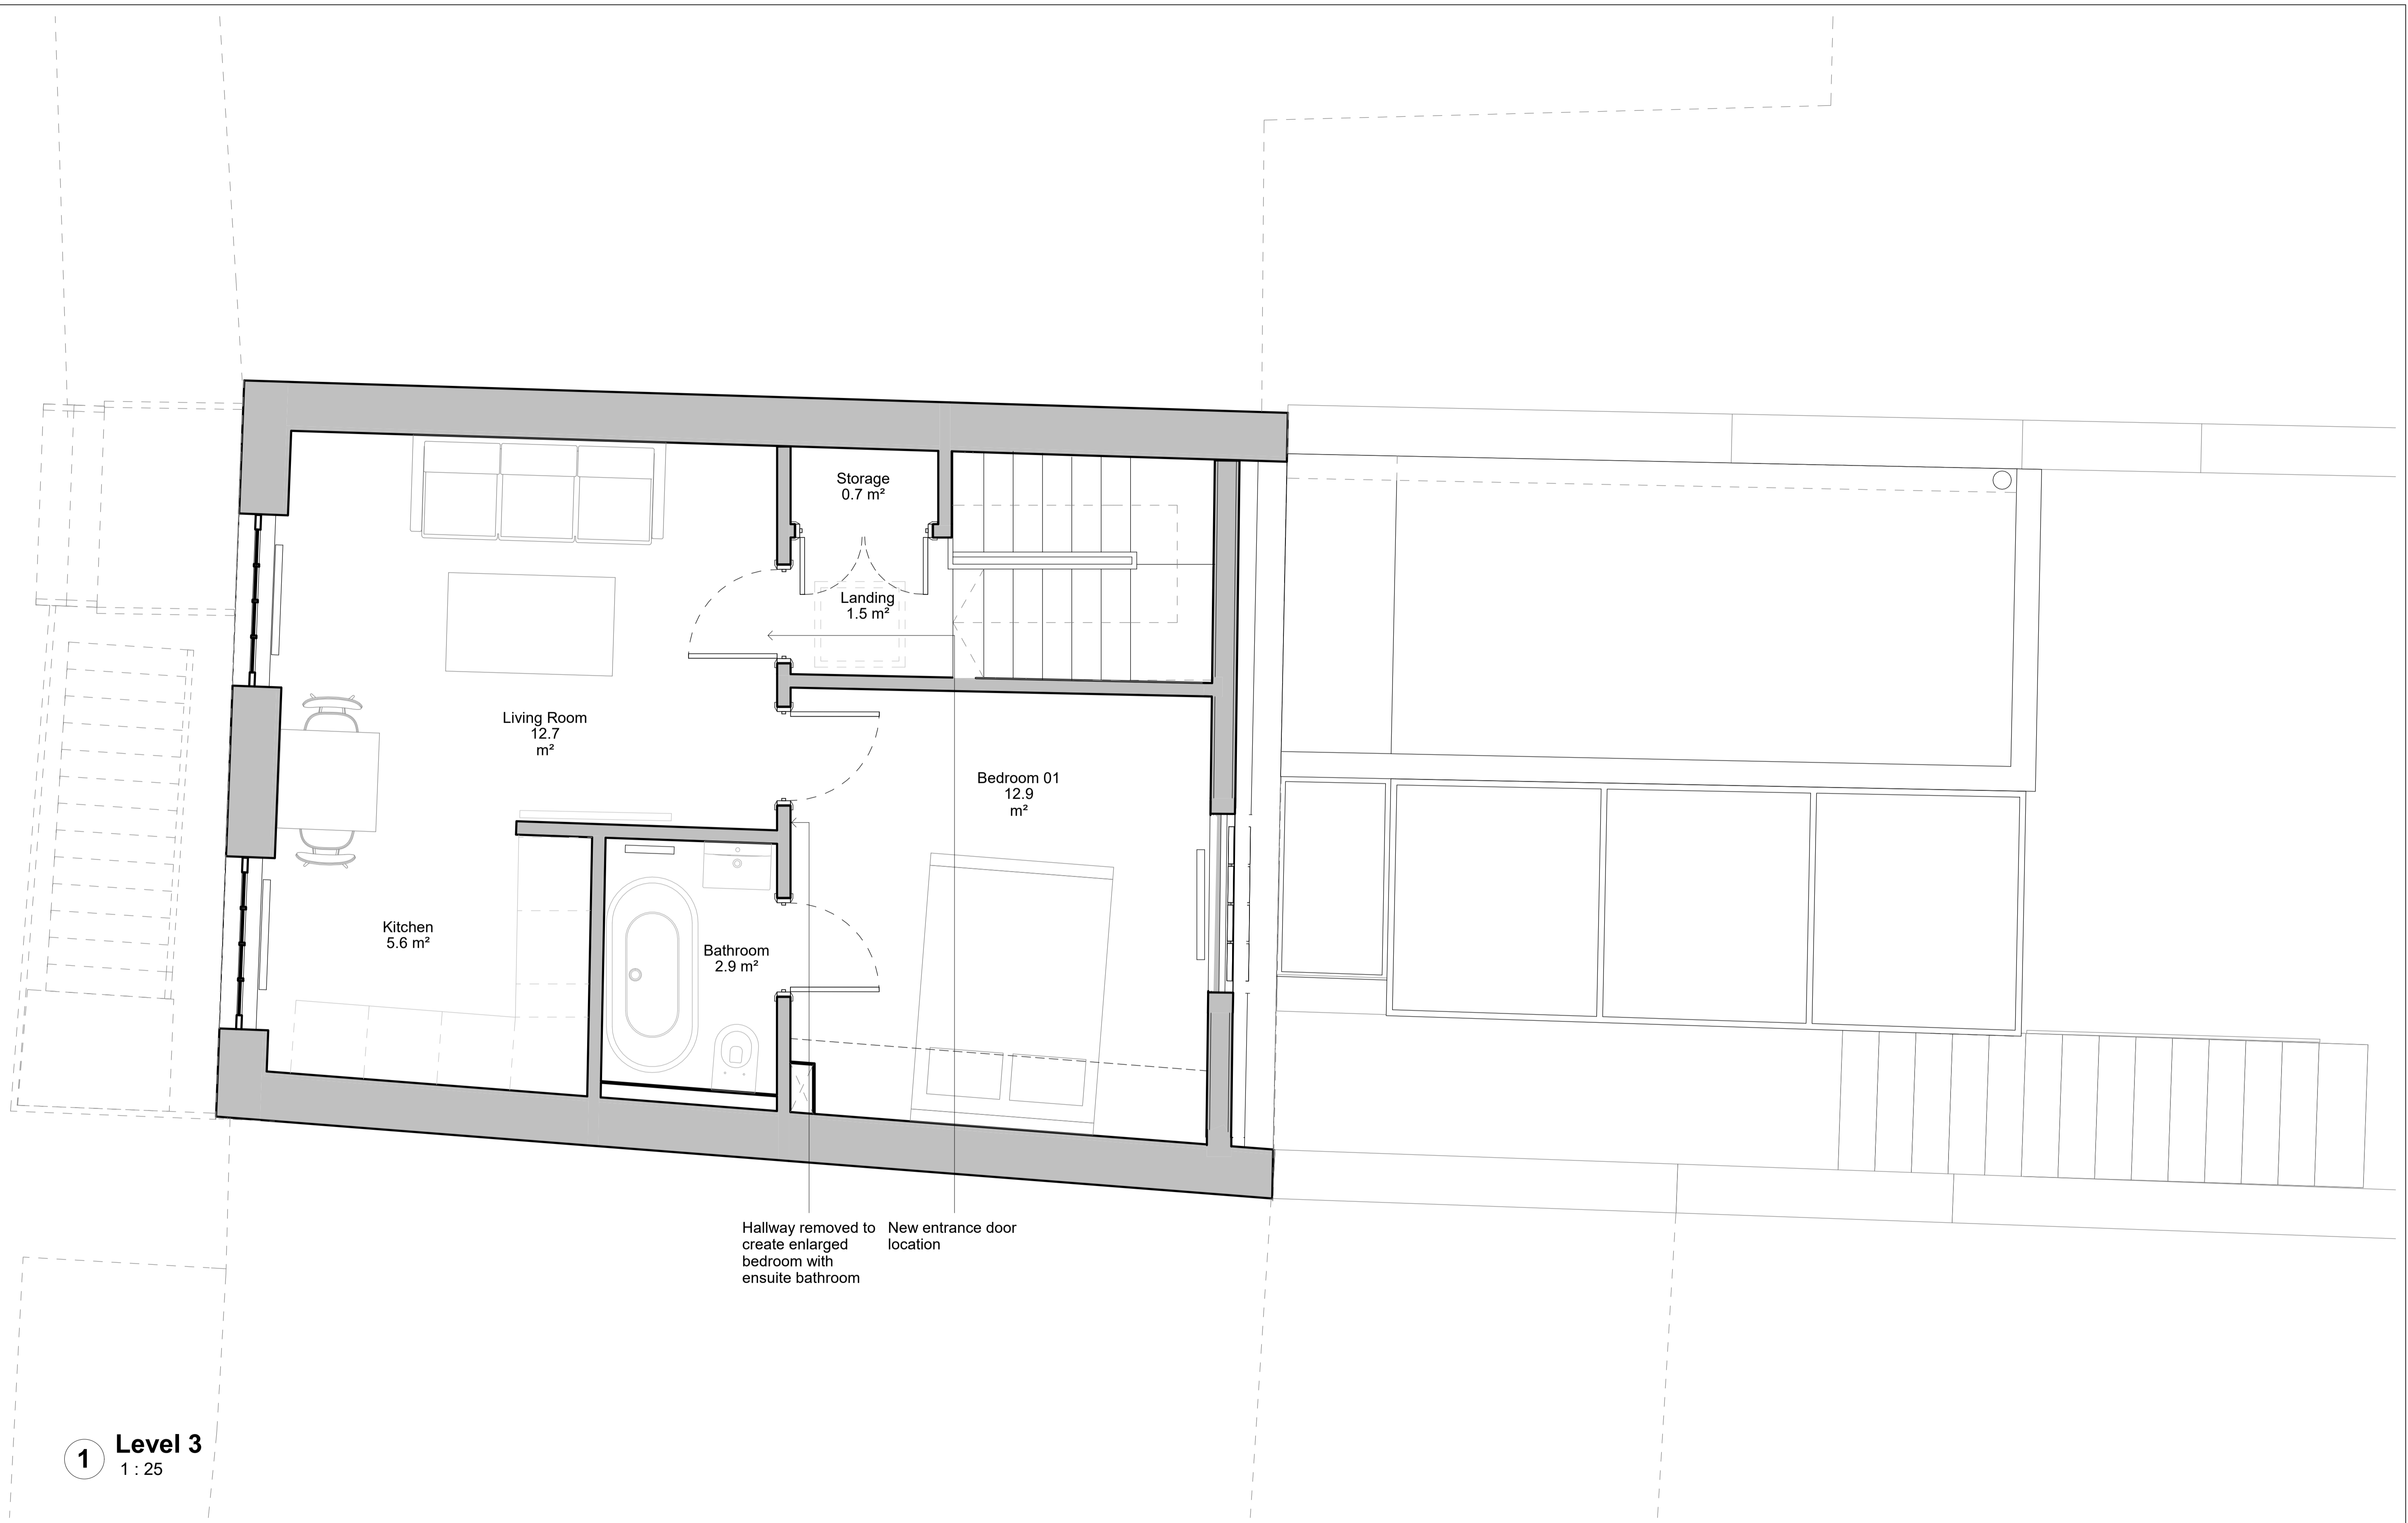 Storage
0.7 m²
Landing
1.5 m²
Living Room
12.7
m²
Bedroom 01
12.9
m²
Kitchen
5.6 m²
Bathroom
2.9 m²
Hallway removed to
create enlarged
bedroom with
ensuite bathroom
New entrance door
location
1
Level 3
1 : 25